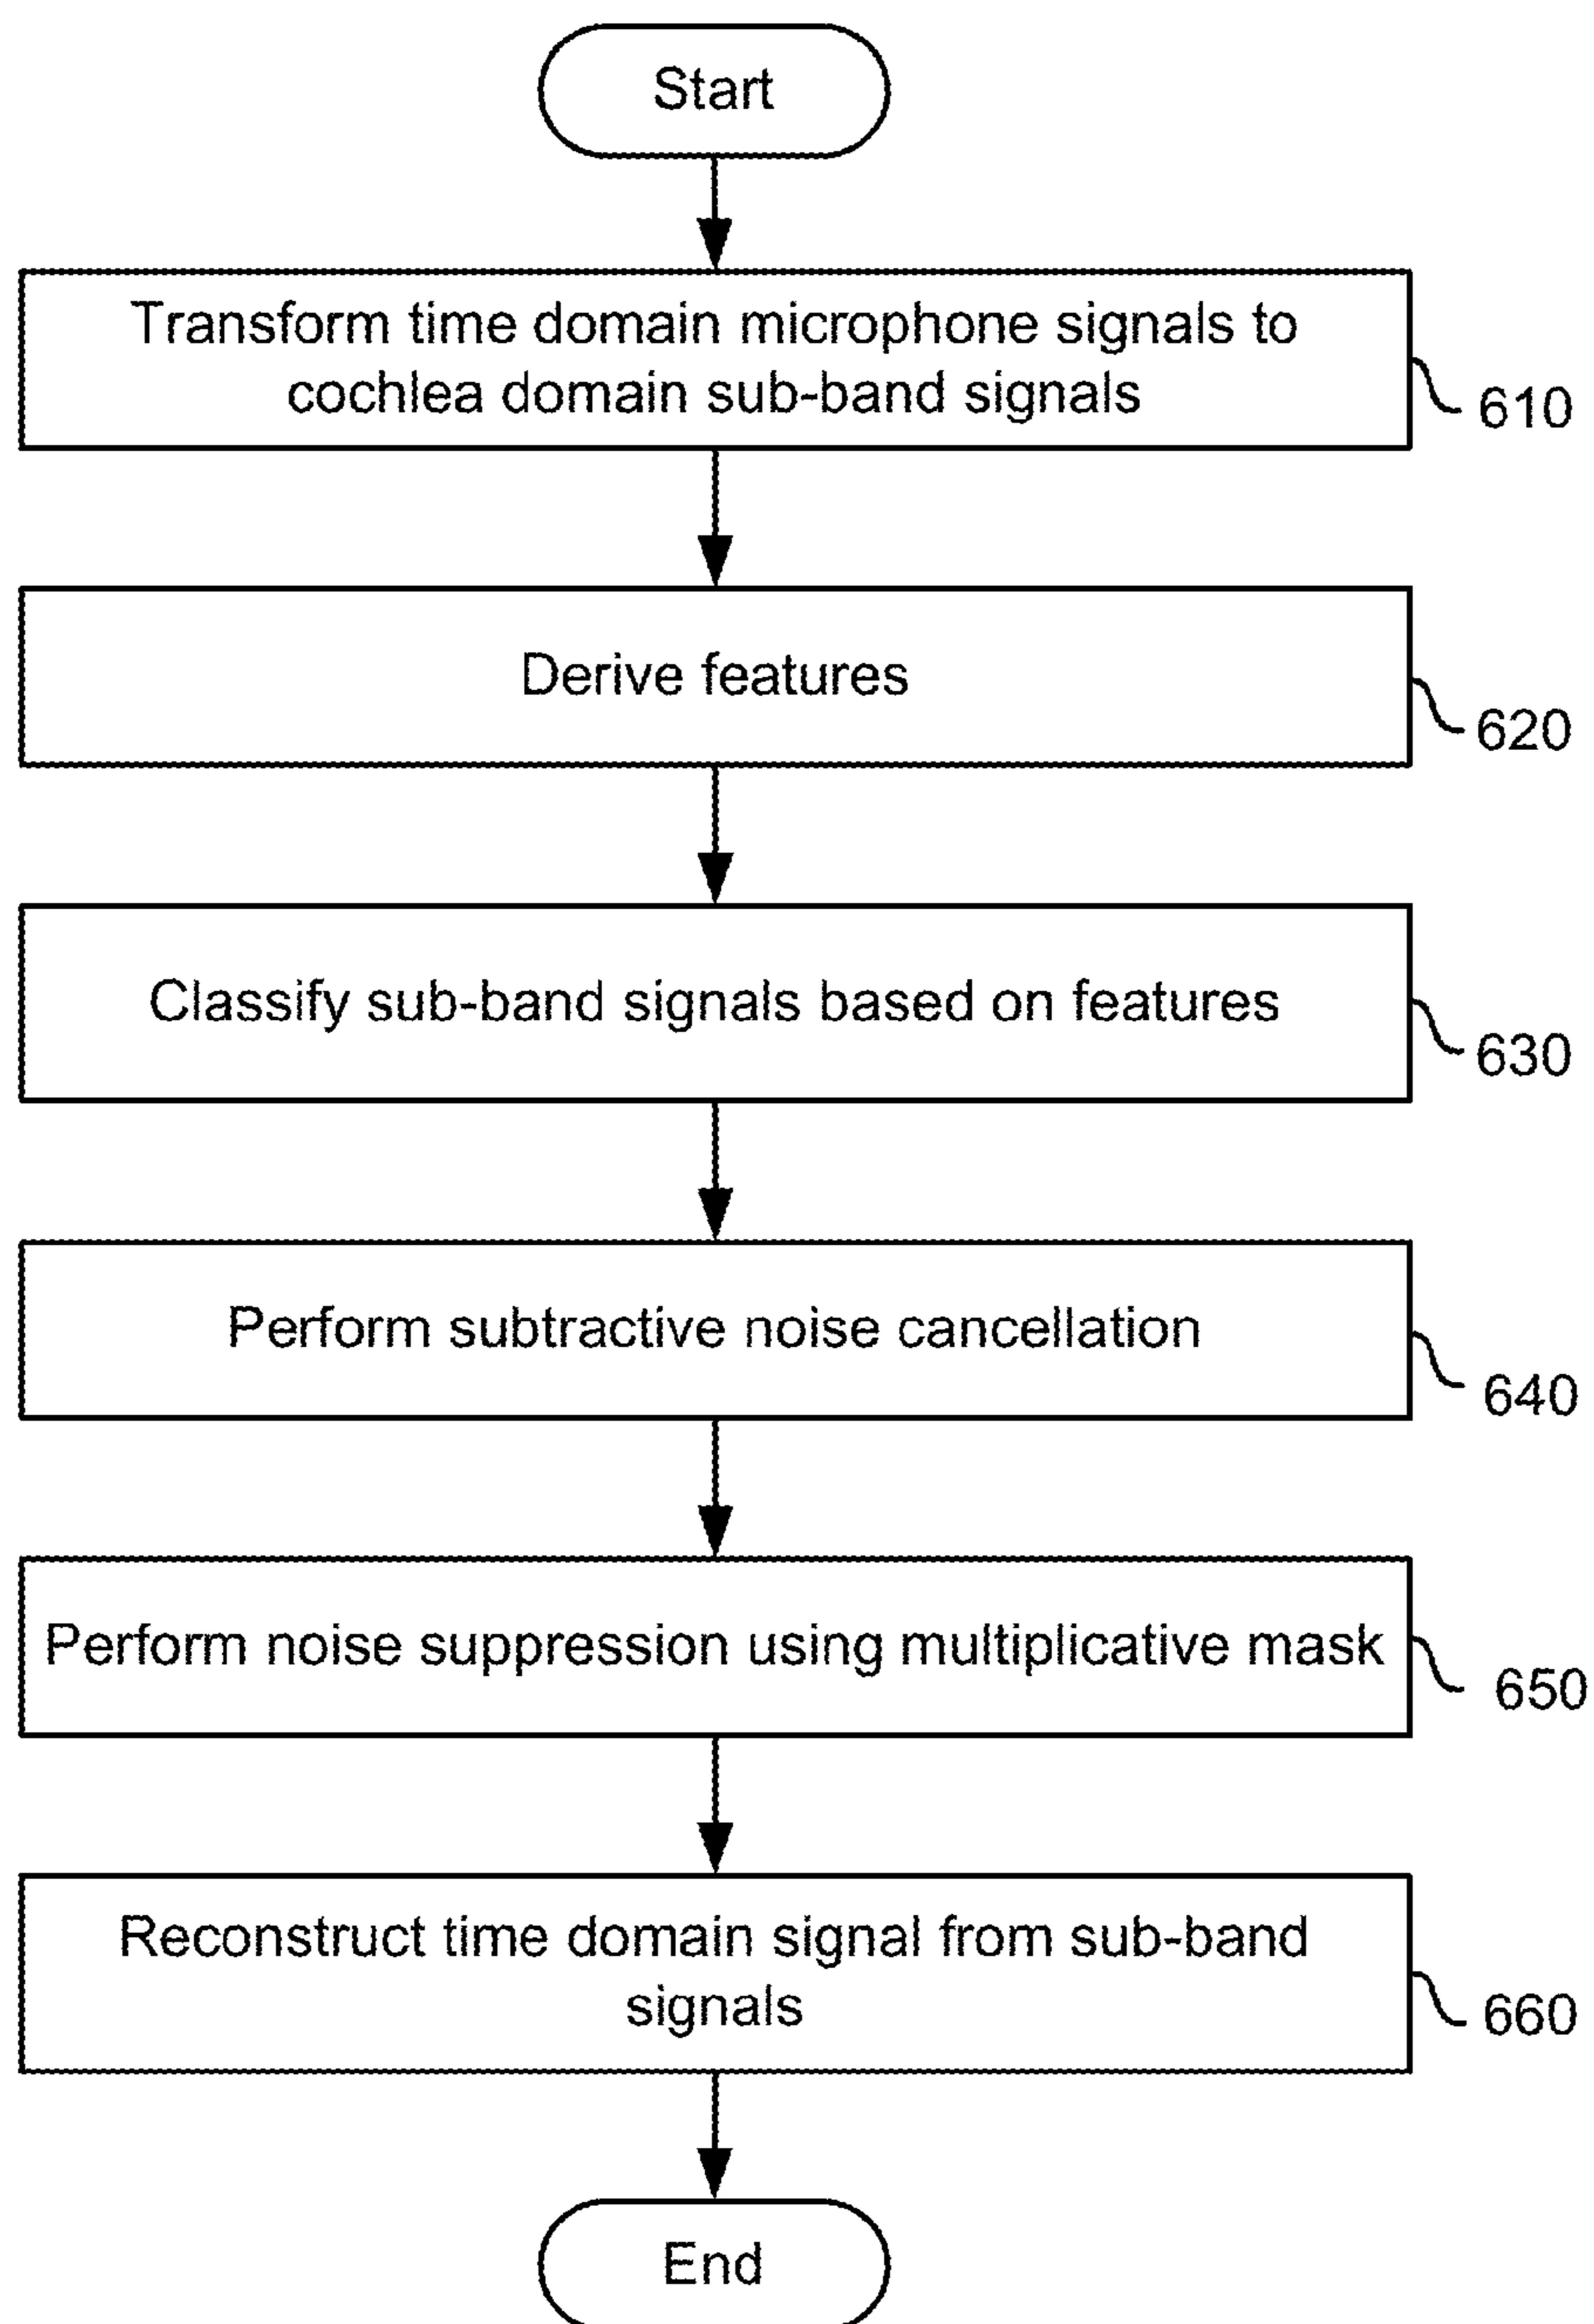 Start
Transform time domain microphone signals to
cochlea domain sub-band signals
610
Derive features
620
Classify sub-band signals based on features
630
Perform subtractive noise cancellation
640
Perform noise suppression using multiplicative mask
650
Reconstruct time domain signal from sub-band
signals
660
End